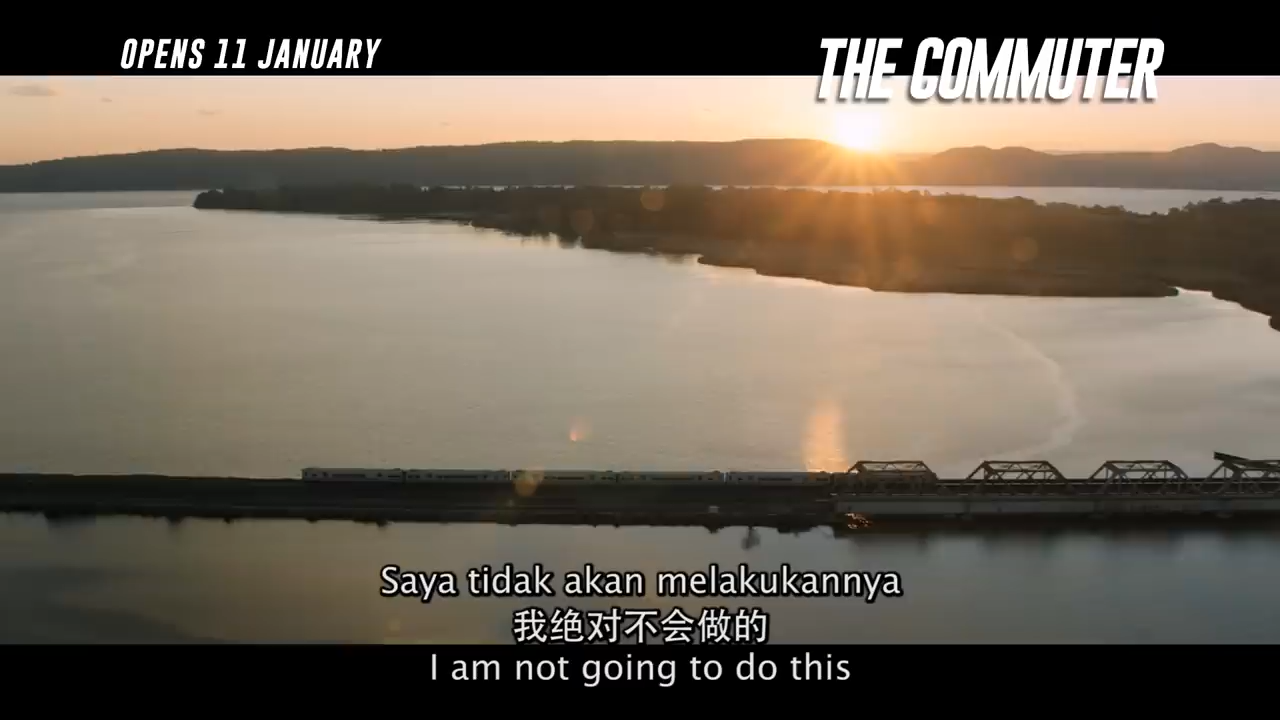 OPENS 11 JANUARY
THE COMMUTER
Saya tidak akan melakukannya
我绝对不会做的
I am not going to do this